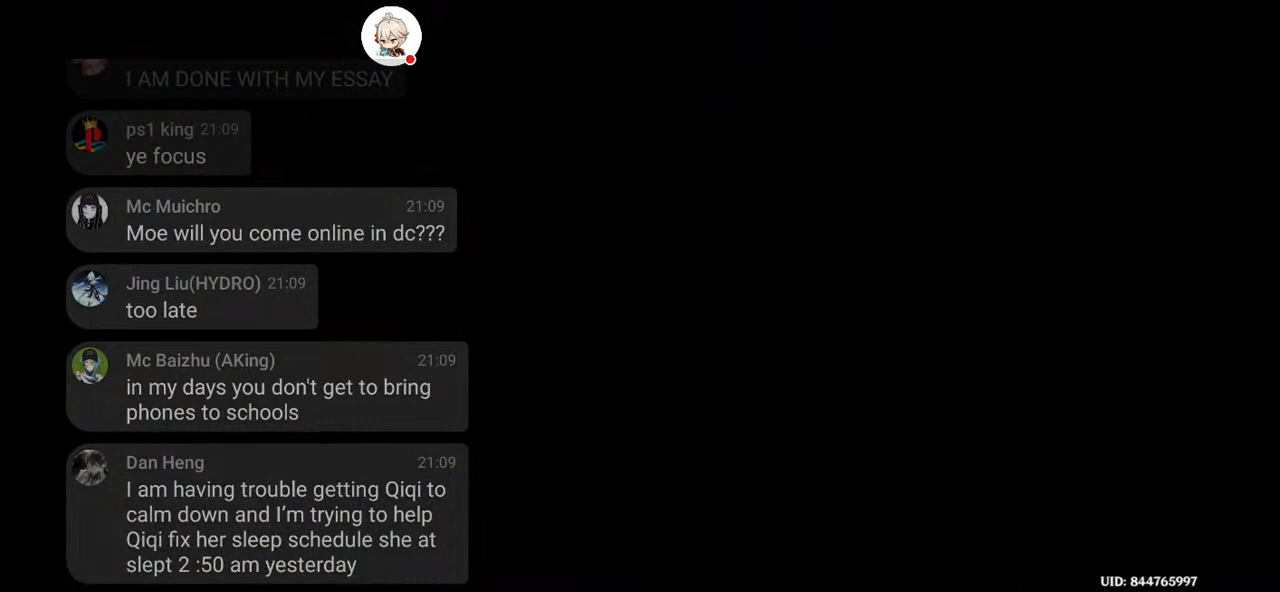 I AM DONE WITH MY ESSAY
ps1 king 21:09
ye focus
Mc Muichro 21:09
Moe will you come online in dc???
Jing Liu(HYDRO) 21:09
too late
Mc Baizhu (AKing) 21:09
in my days you don't get to bring
phones to schools
Dan Heng 21:09
I am having trouble getting Qiqi to
calm down and I’m trying to help
Qiqi fix her sleep schedule she at
slept 2 :50 am yesterday
UID: 844765997